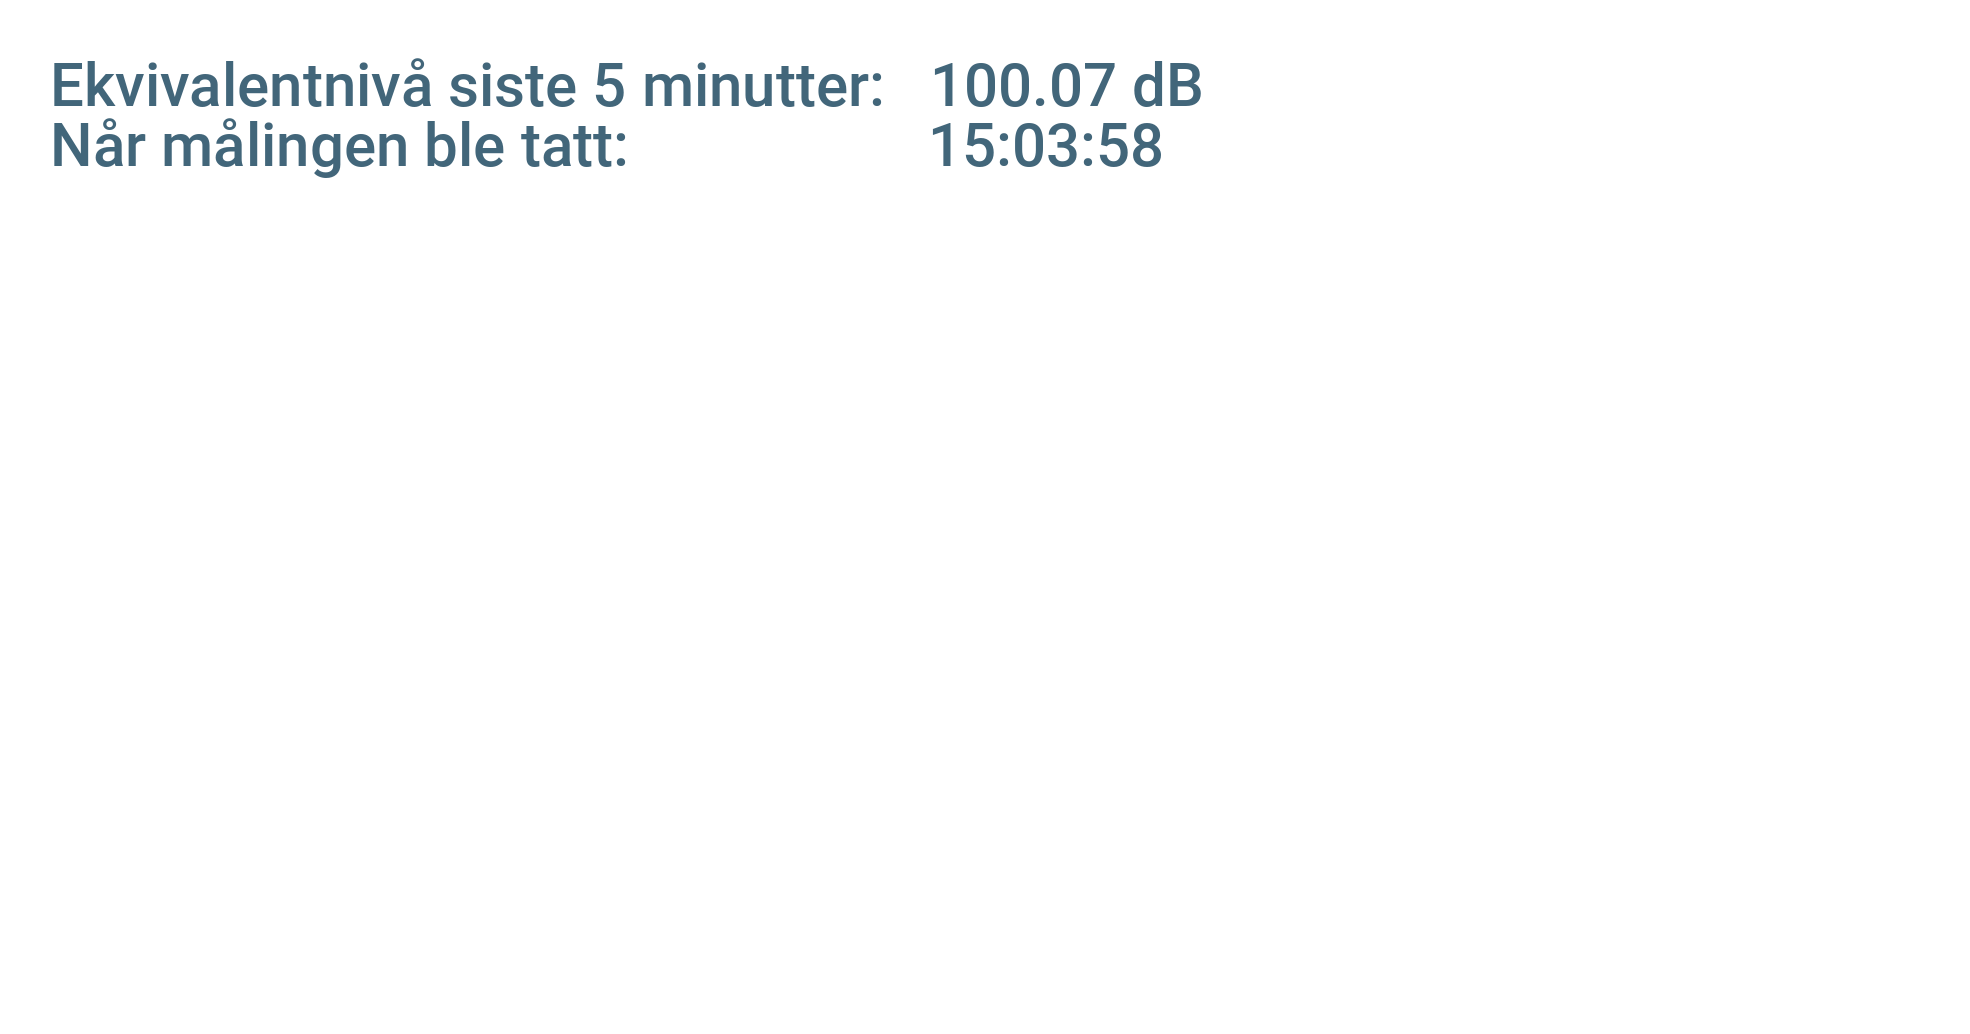 Ekvivalentnivå siste 5 minutter: 100.07 dB
Når målingen ble tatt: 15:03:58